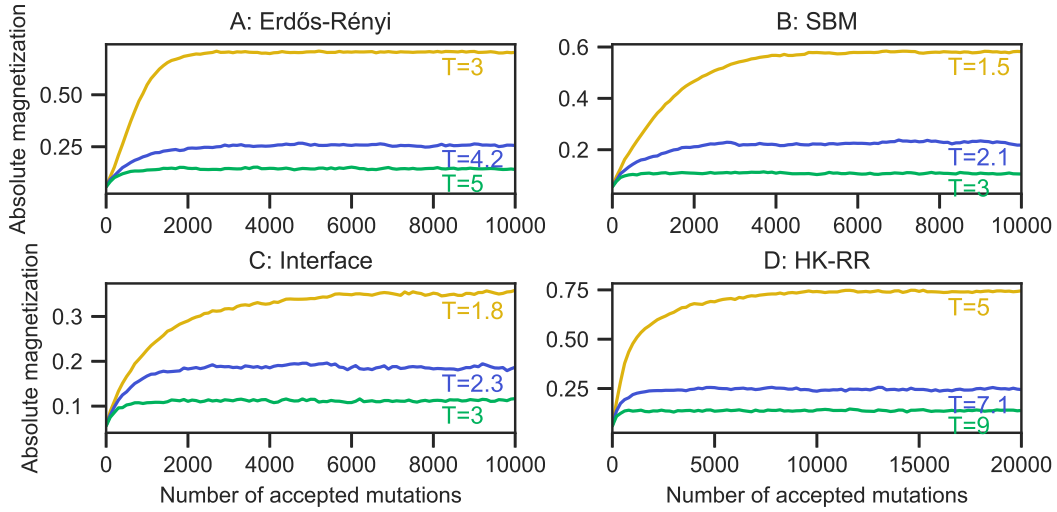 A: Erdős-Rényi
Absolute magnetization
0.50
0.25
T=3
T=4.2
T=5
0 2000 4000 6000 8000 10000
B: SBM
0.6
0.4
0.2
T=1.5
T=2.1
T=3
0 2000 4000 6000 8000 10000
C: Interface
Absolute magnetization
0.3
0.2
0.1
T=1.8
T=2.3
T=3
0 2000 4000 6000 8000 10000
Number of accepted mutations
D: HK-RR
0.75
0.50
0.25
T=5
T=7.1
T=9
0 5000 10000 15000 20000
Number of accepted mutations